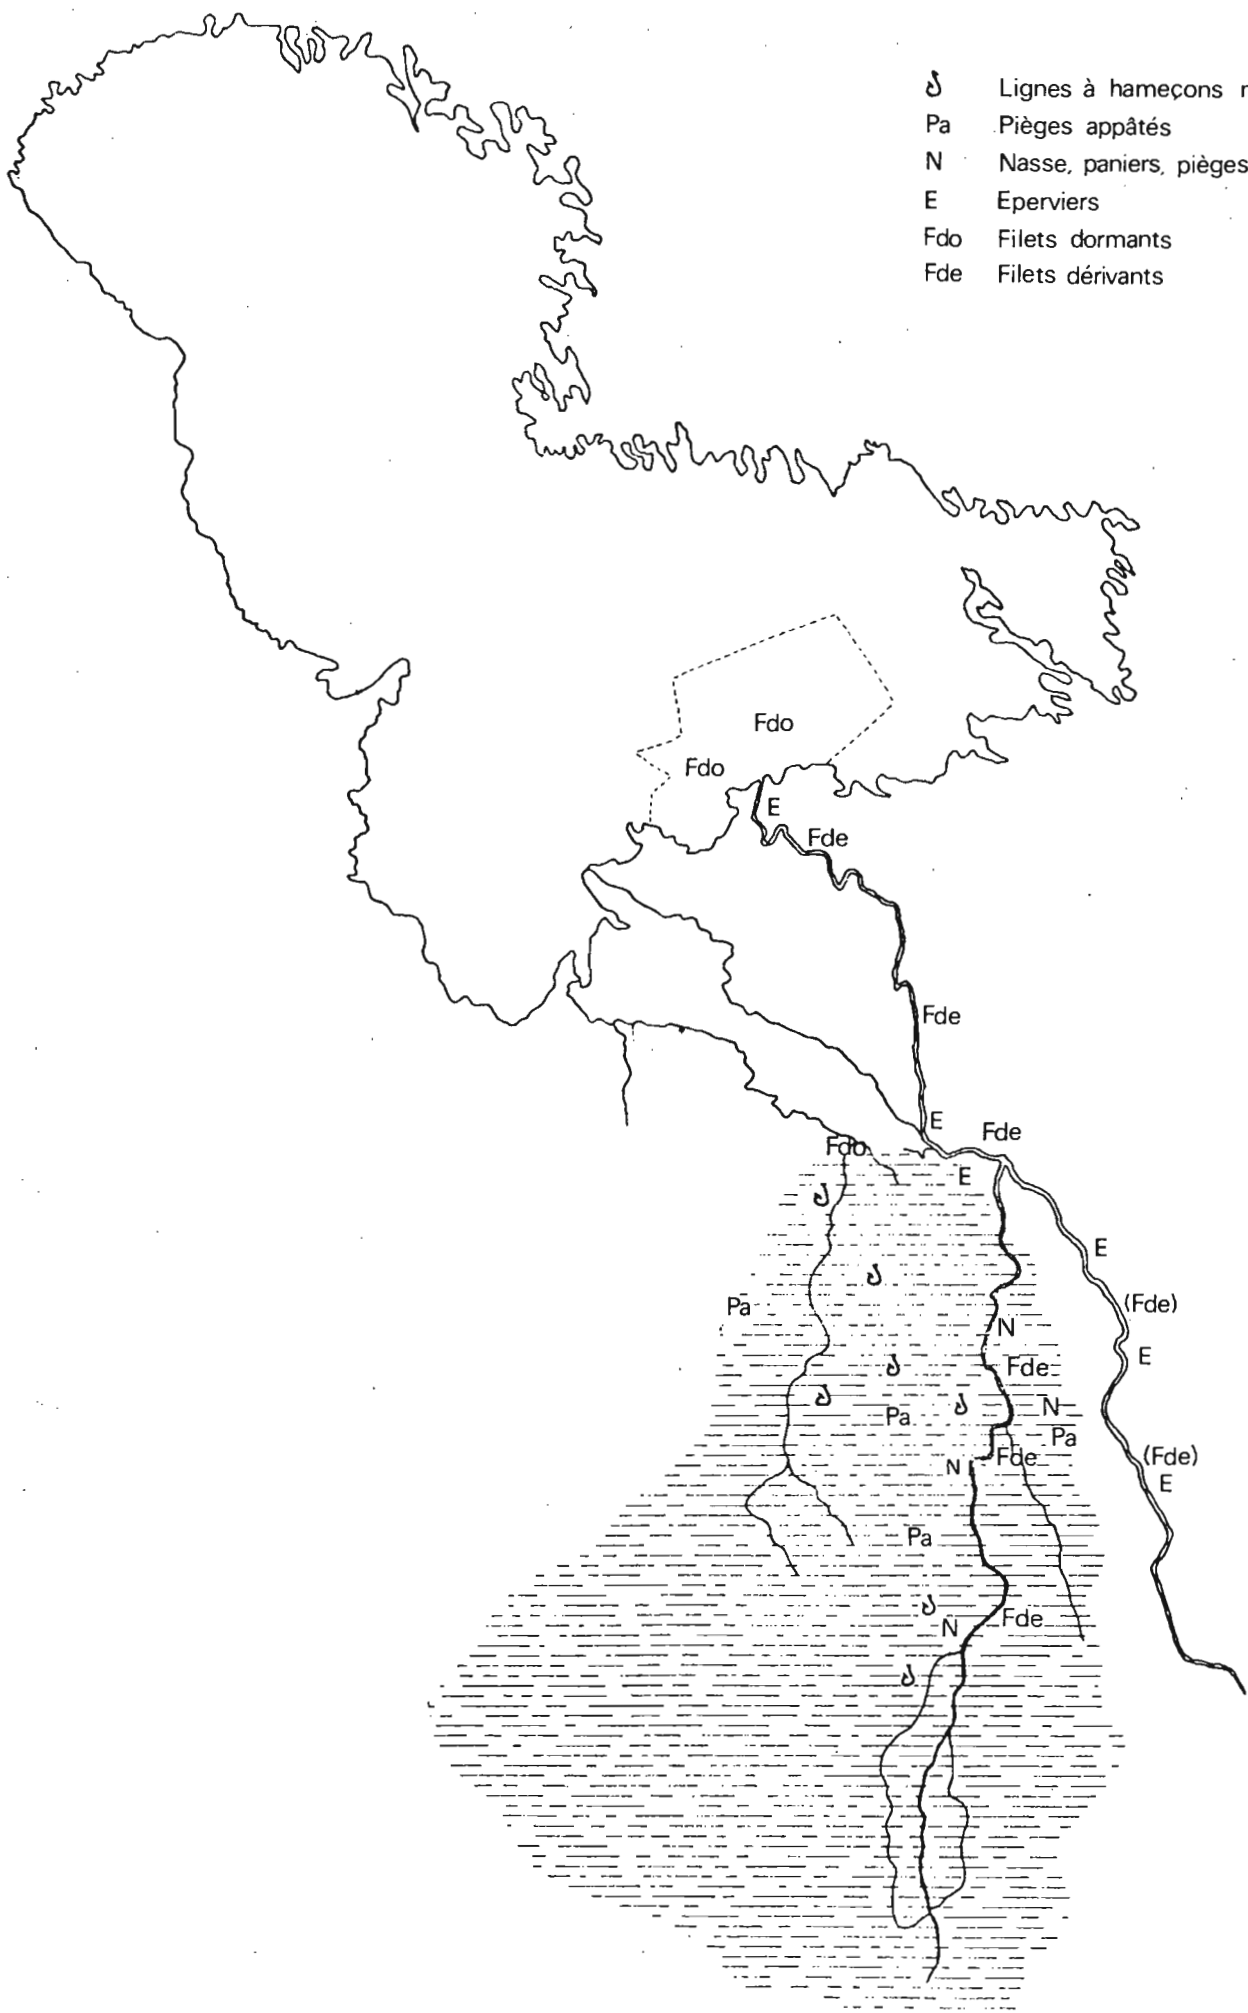 Lignes à hameçons
Pa Pièges appâtés
N Nasse, paniers, pièges
E Eperviers
Fdo Filets dormants
Fde Filets dérivants
Fdo
Fdo
E
Fde
Fde
E
Fde
Fdo
E
E
Pa
(Fde)
N
E
Fde
N
Pa
Pa
(Fde)
Fde
N
E
Pa
Fde
N